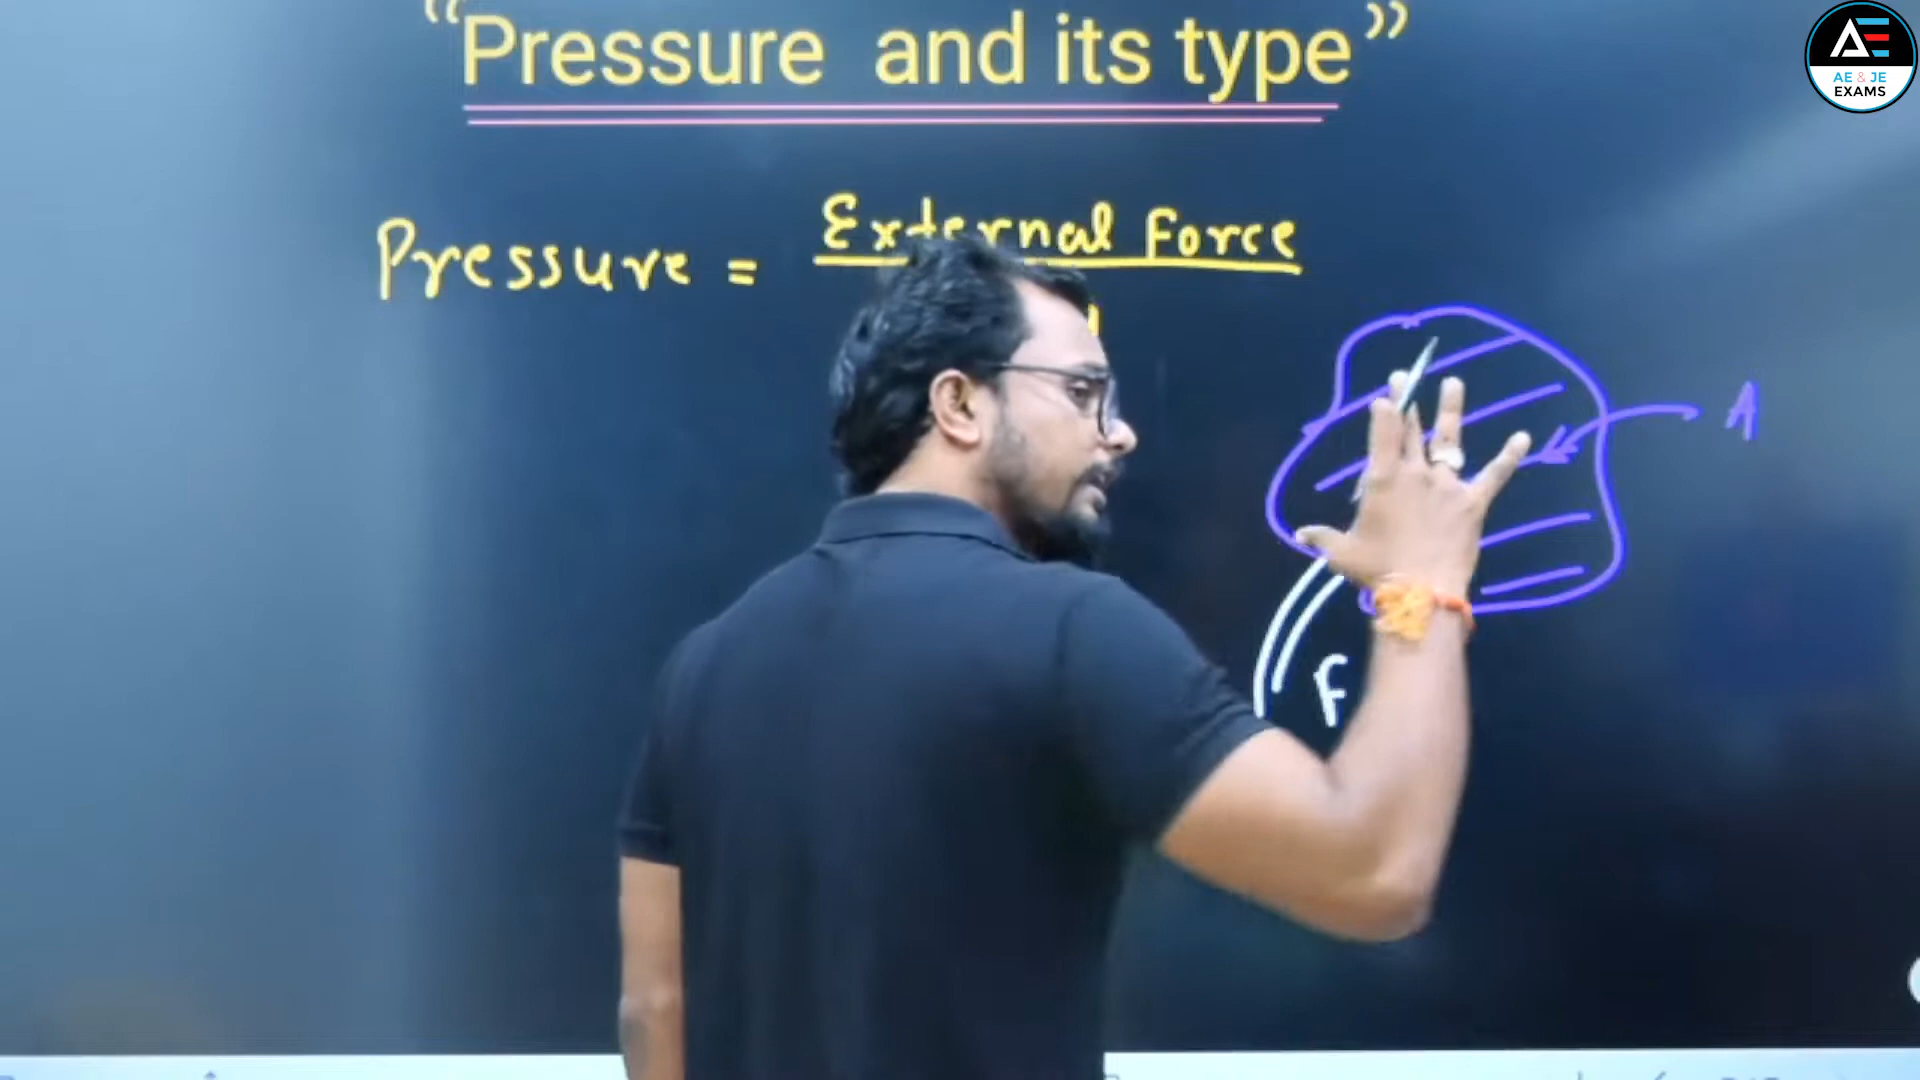 “Pressure and its type”
AE & JE
EXAMS
Pressure = External Force
A
F